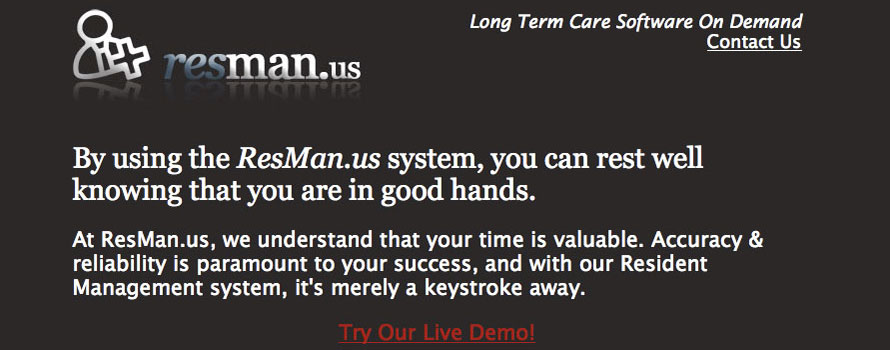 Long Term Care Software On Demand
Contact Us
resman.us
By using the ResMan.us system, you can rest well
knowing that you are in good hands.
At ResMan.us, we understand that your time is valuable. Accuracy &
reliability is paramount to your success, and with our Resident
Management system, it's merely a keystroke away.
Try Our Live Demo!